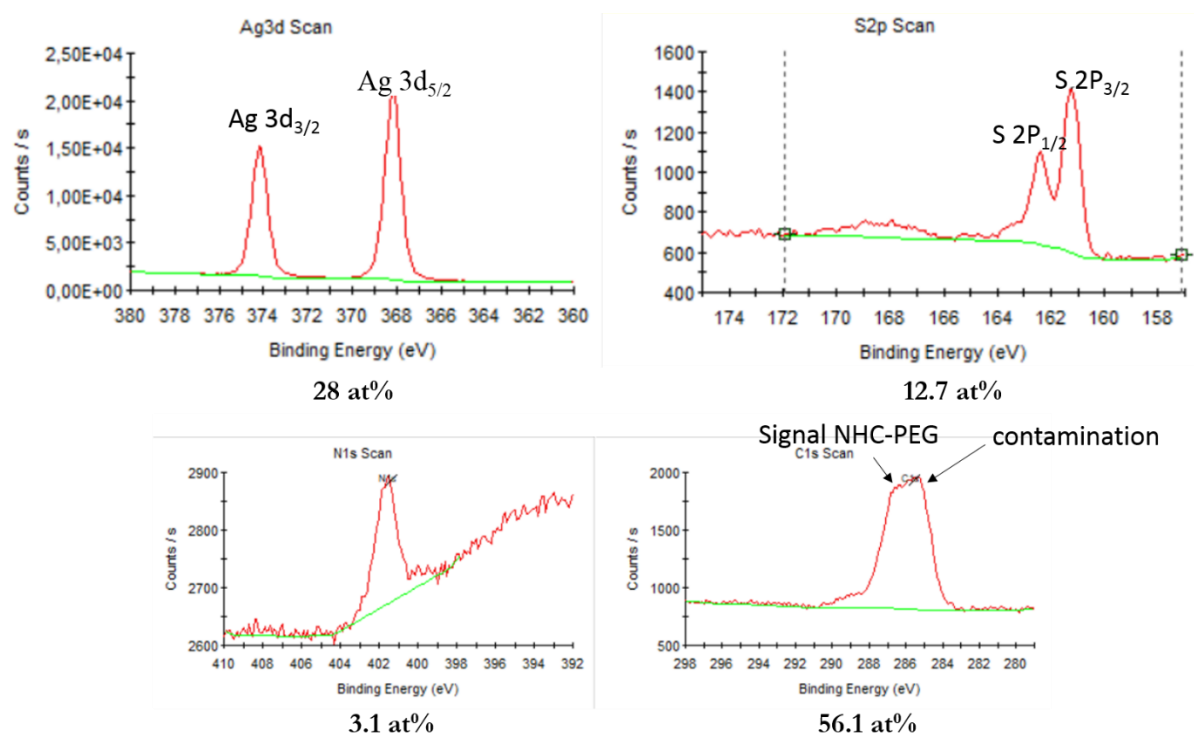 Ag3d Scan
2,50E+04
2,00E+04
1,50E+04
1,00E+04
5,00E+03
0,00E+00
Counts / s
Ag 3d3/2
Ag 3d5/2
380 378 376 374 372 370 368 366 364 362 360
Binding Energy (eV)
28 at%
S2p Scan
1600
1400
1200
1000
800
600
400
Counts / s
S 2P3/2
S 2P1/2
174 172 170 168 166 164 162 160 158
Binding Energy (eV)
12.7 at%
N1s Scan
2900
2800
2700
2600
Counts / s
N1s
410 408 406 404 402 400 398 396 394 392
Binding Energy (eV)
3.1 at%
Signal NHC-PEG
contamination
C1s Scan
2000
1500
1000
500
Counts / s
C1s
298 296 294 292 290 288 286 284 282 280
Binding Energy (eV)
56.1 at%